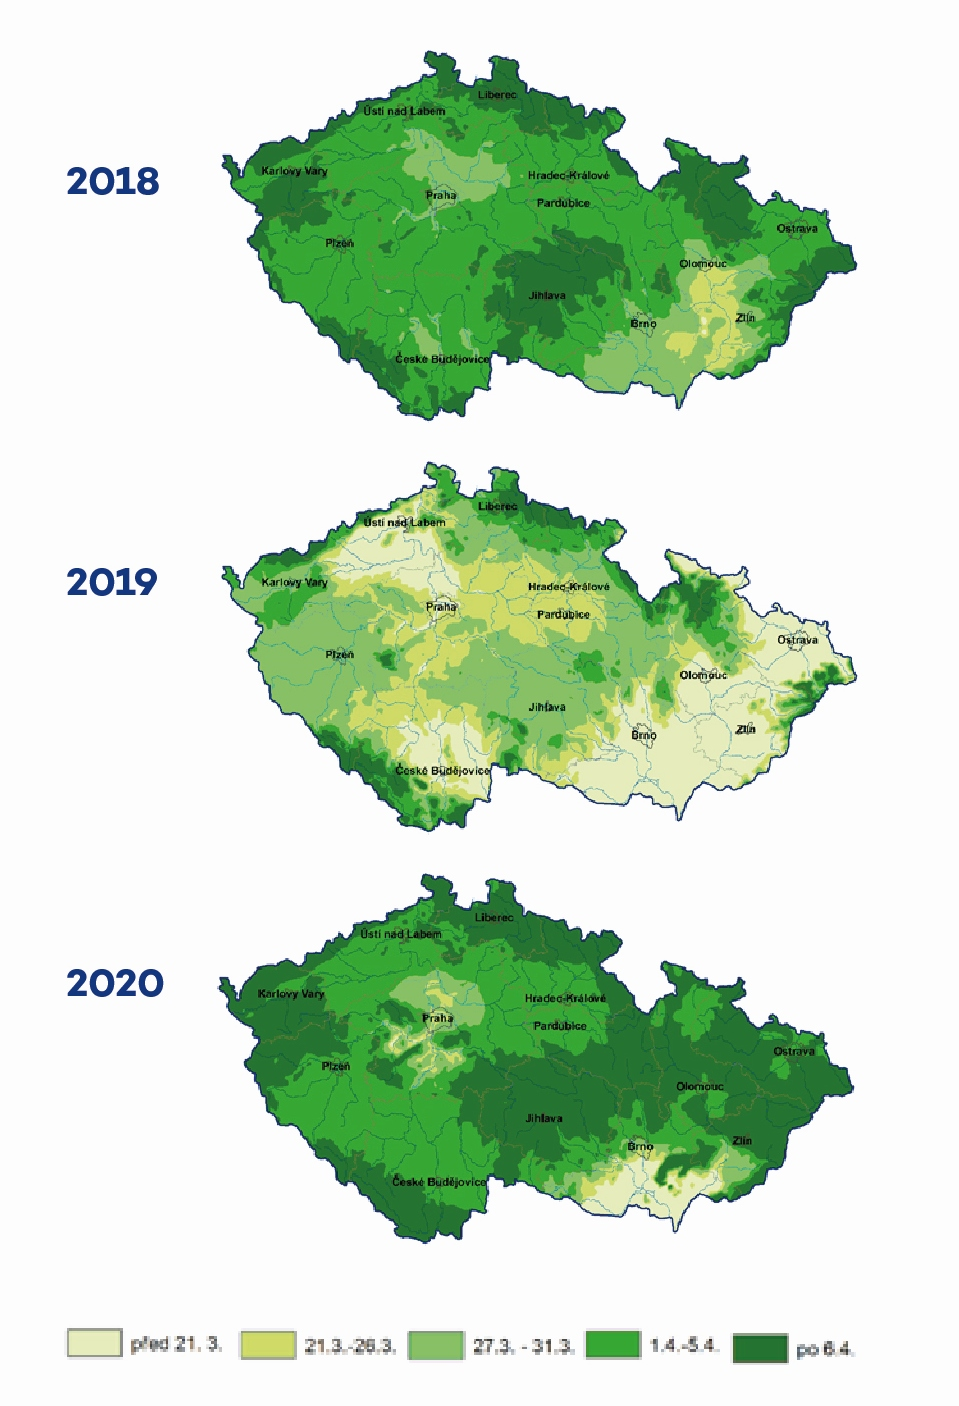 2018
Liberec
Ústí nad Labem
Karlovy Vary
Hradec-Králové
Praha
Pardubice
Ostrava
Plzeň
Olomouc
Jihlava
Zlín
Brno
České Budějovice
2019
Liberec
Ústí nad Labem
Karlovy Vary
Hradec-Králové
Praha
Pardubice
Ostrava
Plzeň
Olomouc
Jihlava
Zlín
Brno
České Budějovice
2020
Liberec
Ústí nad Labem
Karlovy Vary
Hradec-Králové
Praha
Pardubice
Ostrava
Plzeň
Olomouc
Jihlava
Zlín
Brno
České Budějovice
před 21. 3. 21.3.-26.3. 27.3. - 31.3. 1.4.-5.4. po 6.4.